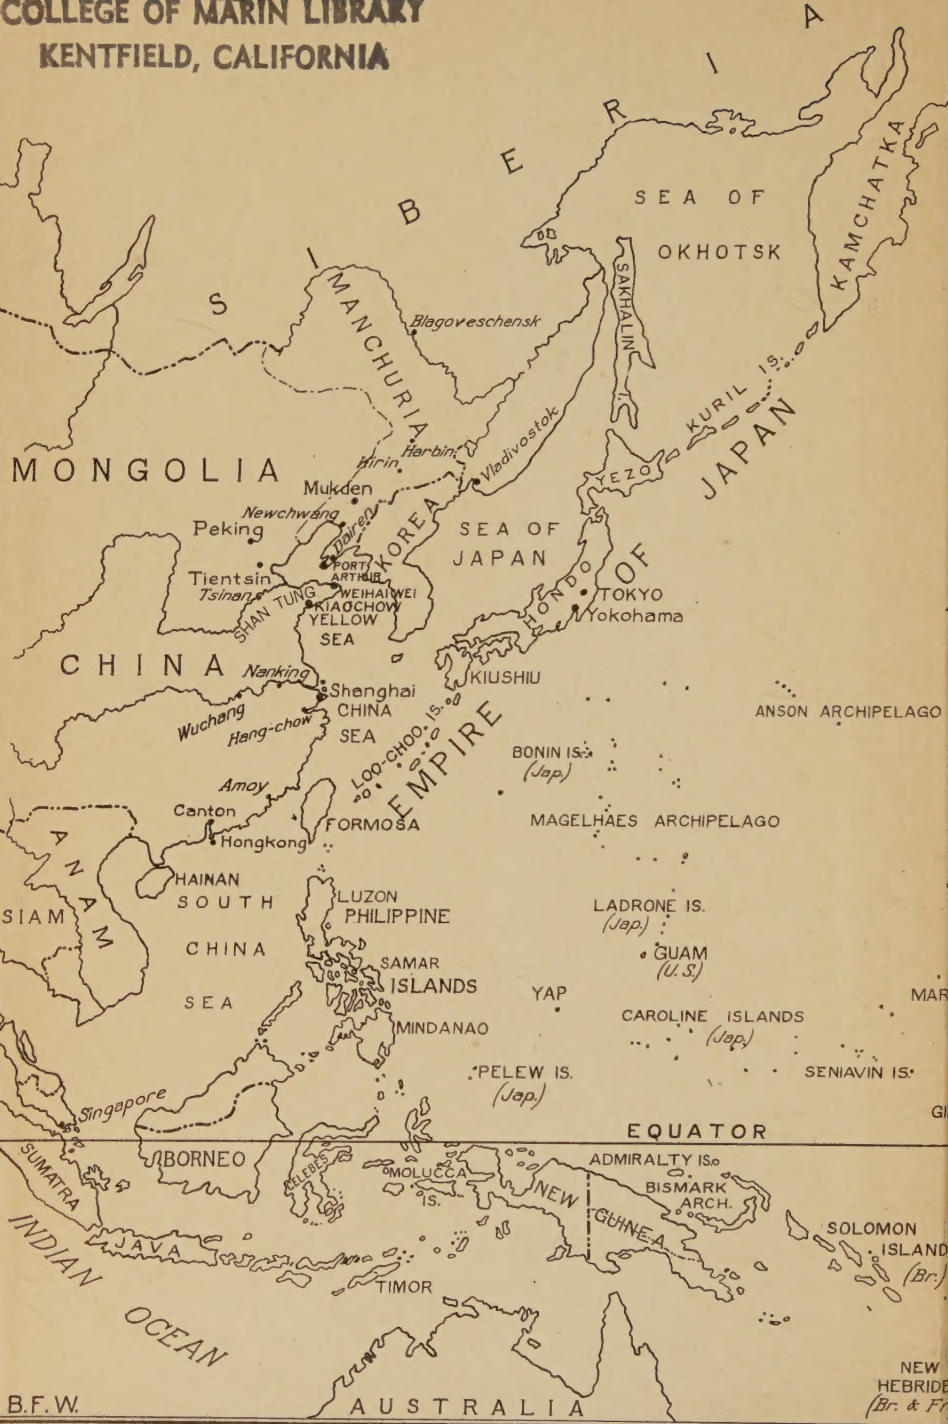 COLLEGE OF MARIN LIBRARY
KENTFIELD, CALIFORNIA
SIBERIA
SEA OF
OKHOTSK
KAMCHATKA
SAKHALIN
MANCHURIA
Blagoveschensk
KURIL IS.
JAPAN
Harbin
Kirin
Vladivostok
MONGOLIA
YEZO
Mukden
Newchwang
Peking
Dairen
KOREA
SEA OF
JAPAN
OF
HONDO
PORT
ARTHUR
Tientsin
Tsinan
SHAN TUNG
WEIHAIWEI
KIAOCHOW
YELLOW
SEA
TOKYO
Yokohama
CHINA
Nanking
KIUSHIU
Shanghai
CHINA
SEA
Wuchang
Hang-chow
ANSON ARCHIPELAGO
LOO-CHOO. IS.
EMPIRE
BONIN IS.
(Jap.)
Amoy
Canton
FORMOSA
Hongkong
MAGELHAES ARCHIPELAGO
ANAM
HAINAN
SOUTH
CHINA
SEA
SIAM
LUZON
PHILIPPINE
LADRONE IS.
(Jap.)
GUAM
(U.S.)
SAMAR
ISLANDS
YAP
MAR
CAROLINE ISLANDS
(Jap.)
MINDANAO
PELEW IS.
(Jap.)
SENIAVIN IS.
Singapore
GI
EQUATOR
SUMATRA
BORNEO
CELEBES
MOLUCCA
IS.
ADMIRALTY IS.
BISMARK
ARCH.
NEW
GUINEA
SOLOMON
ISLAND
(Br.)
JAVA
TIMOR
INDIAN
OCEAN
NEW
HEBRIDE
(Br. & Fr
B.F.W.
AUSTRALIA